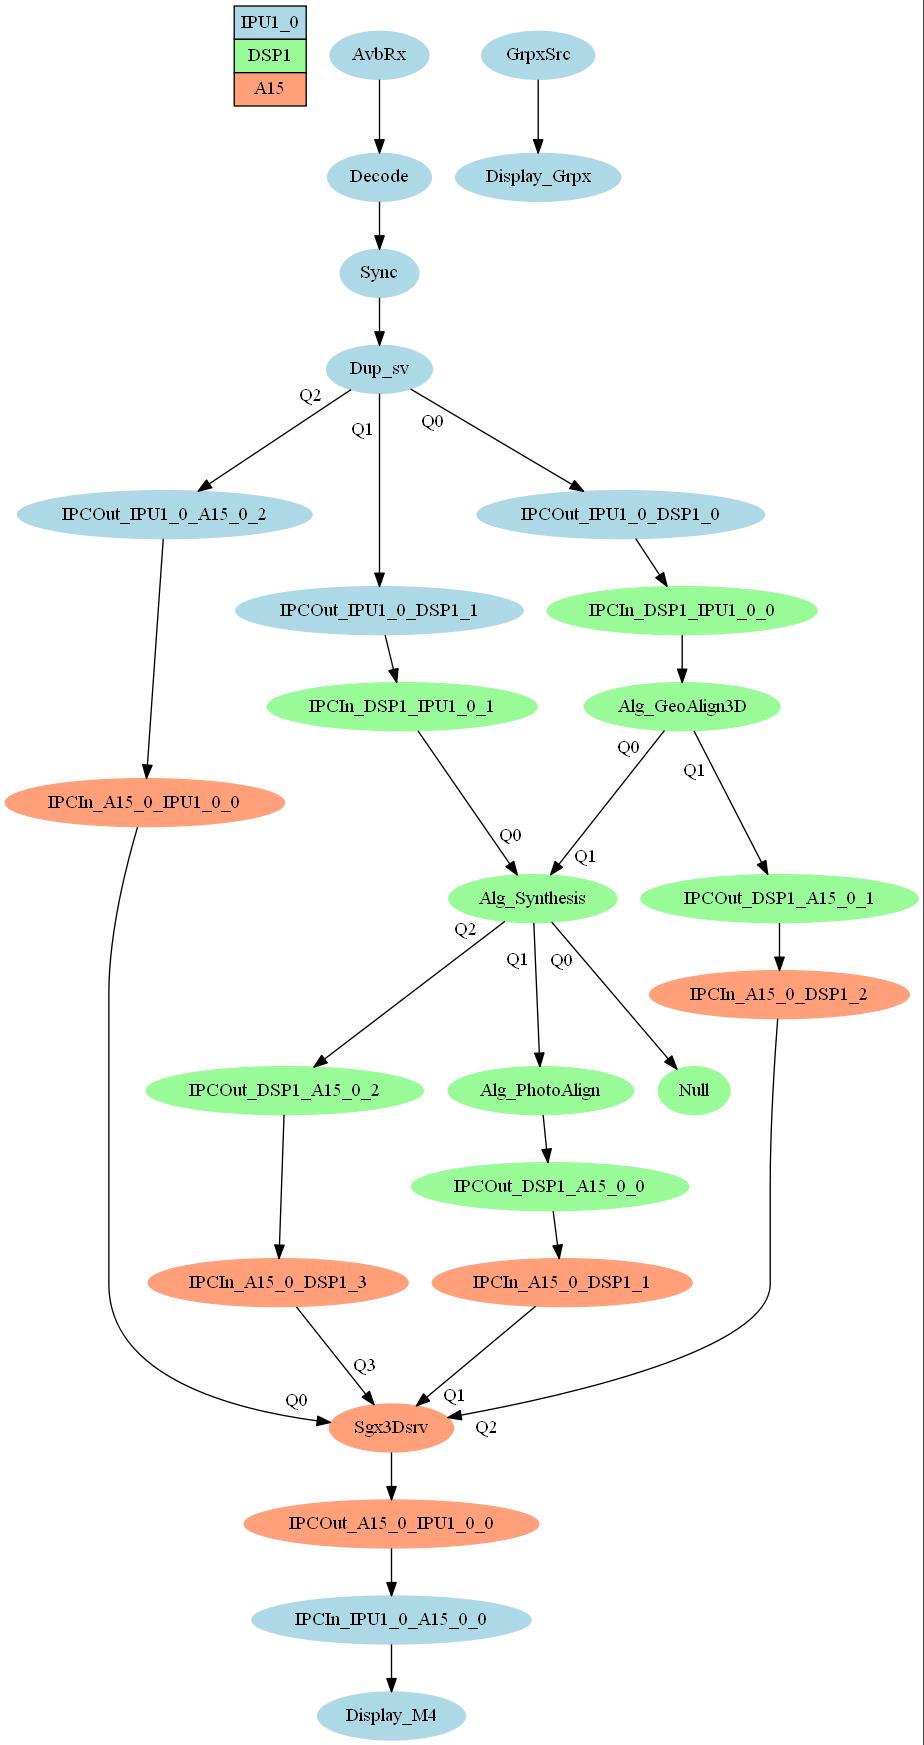 IPU1_0
DSP1
A15
AvbRx
GrpxSrc
Decode
Display_Grpx
Sync
Dup_sv
Q2
Q1
Q0
IPCOut_IPU1_0_A15_0_2
IPCOut_IPU1_0_DSP1_0
IPCOut_IPU1_0_DSP1_1
IPCIn_DSP1_IPU1_0_0
IPCIn_DSP1_IPU1_0_1
Alg_GeoAlign3D
Q0
Q1
IPCIn_A15_0_IPU1_0_0
Q0
Q1
Alg_Synthesis
IPCOut_DSP1_A15_0_1
Q2
Q1
Q0
IPCIn_A15_0_DSP1_2
IPCOut_DSP1_A15_0_2
Alg_PhotoAlign
Null
IPCOut_DSP1_A15_0_0
IPCIn_A15_0_DSP1_3
IPCIn_A15_0_DSP1_1
Q3
Q0
Q1
Q2
Sgx3Dsrv
IPCOut_A15_0_IPU1_0_0
IPCIn_IPU1_0_A15_0_0
Display_M4